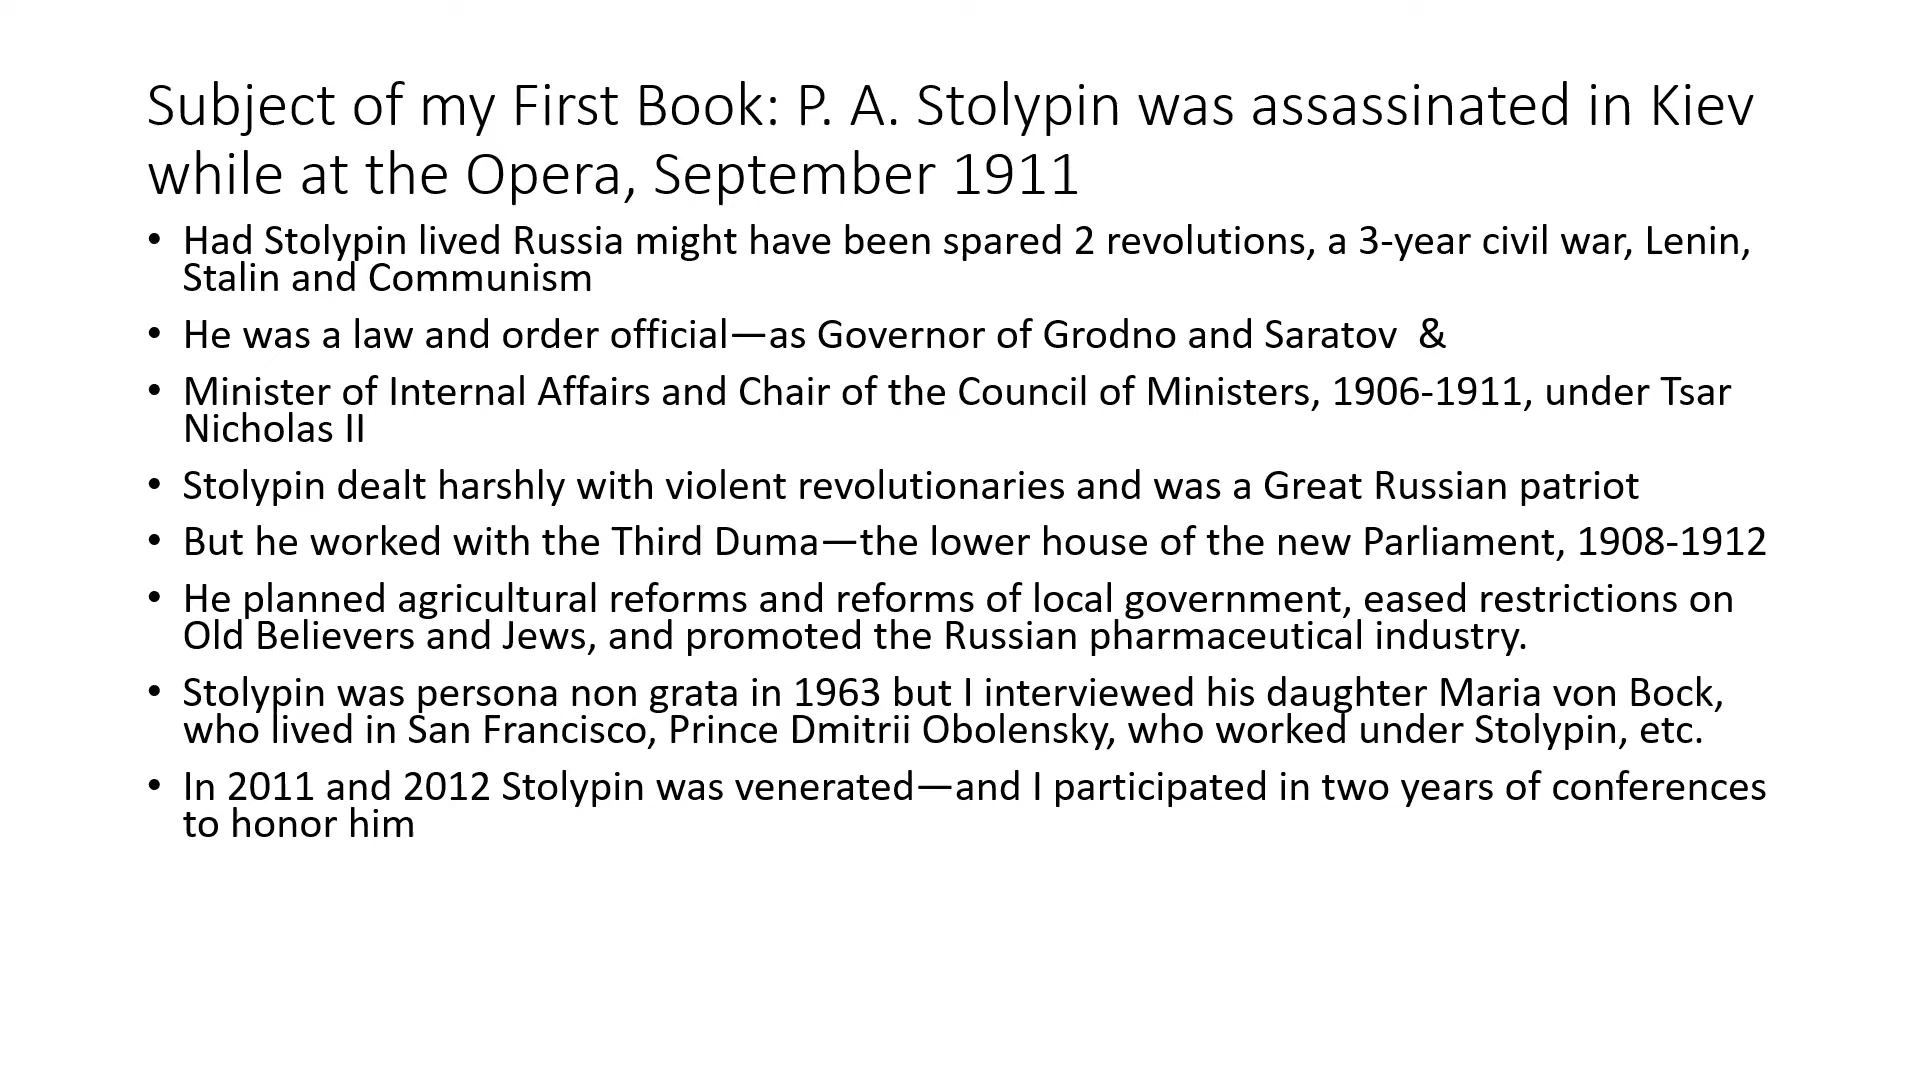 Subject of my First Book: P. A. Stolypin was assassinated in Kiev
while at the Opera, September 1911
• Had Stolypin lived Russia might have been spared 2 revolutions, a 3-year civil war, Lenin,
Stalin and Communism
• He was a law and order official—as Governor of Grodno and Saratov  &
• Minister of Internal Affairs and Chair of the Council of Ministers, 1906-1911, under Tsar
Nicholas II
• Stolypin dealt harshly with violent revolutionaries and was a Great Russian patriot
• But he worked with the Third Duma—the lower house of the new Parliament, 1908-1912
• He planned agricultural reforms and reforms of local government, eased restrictions on
Old Believers and Jews, and promoted the Russian pharmaceutical industry.
• Stolypin was persona non grata in 1963 but I interviewed his daughter Maria von Bock,
who lived in San Francisco, Prince Dmitrii Obolensky, who worked under Stolypin, etc.
• In 2011 and 2012 Stolypin was venerated—and I participated in two years of conferences
to honor him